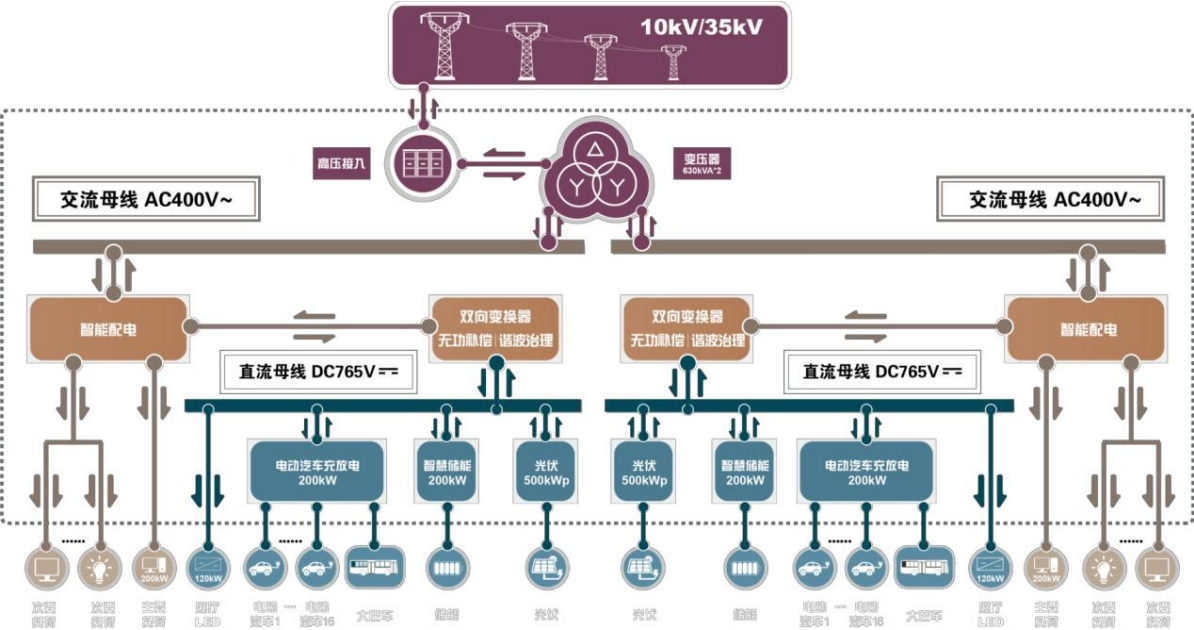 10kV/35kV
高压接入
变压器
630kVA*2
交流母线 AC400V~
交流母线 AC400V~
智能配电
双向变换器
无功补偿|谐波治理
双向变换器
无功补偿|谐波治理
智能配电
直流母线 DC765V
直流母线 DC765V
电动汽车充放电
200kW
智慧储能
200kW
光伏
500kWp
光伏
500kWp
智慧储能
200kW
电动汽车充放电
200kW
......
......
......
......
200kW
120kW
120kW
200kW
次要
负荷
次要
负荷
主要
负荷
展厅
LED
电动
汽车1
电动
汽车16
大巴车
储能
光伏
光伏
储能
电动
汽车1
电动
汽车16
大巴车
展厅
LED
主要
负荷
次要
负荷
次要
负荷